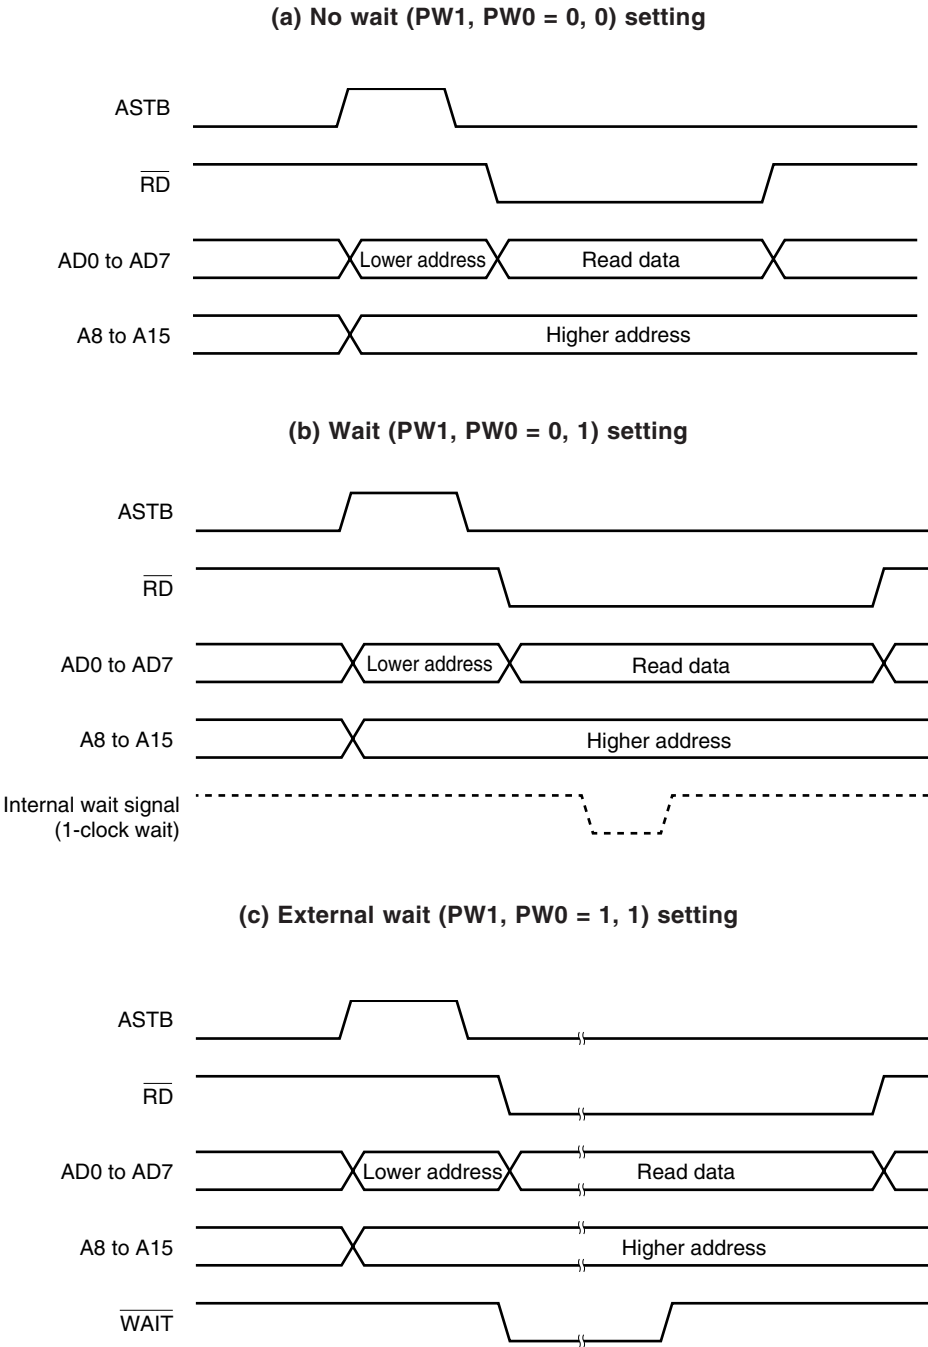 (a) No wait (PW1, PW0 = 0, 0) setting
ASTB
RD
AD0 to AD7
Lower address
Read data
A8 to A15
Higher address
(b) Wait (PW1, PW0 = 0, 1) setting
ASTB
RD
AD0 to AD7
Lower address
Read data
A8 to A15
Higher address
Internal wait signal
(1-clock wait)
(c) External wait (PW1, PW0 = 1, 1) setting
ASTB
RD
AD0 to AD7
Lower address
Read data
A8 to A15
Higher address
WAIT